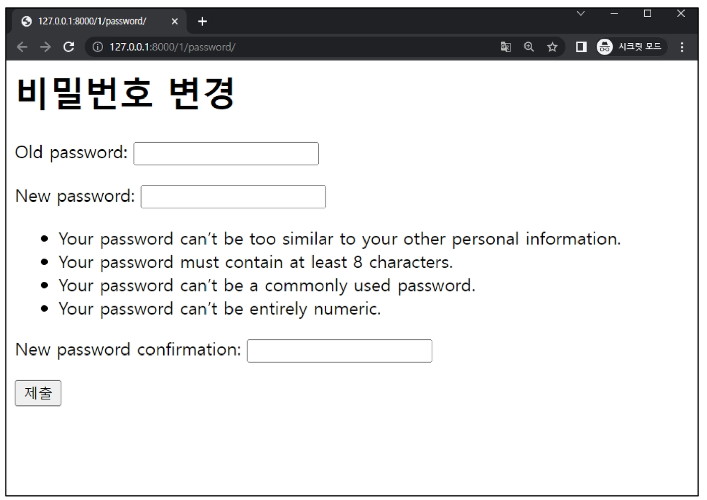 127.0.0.1:8000/1/password/
127.0.0.1:8000/1/password/
시크릿 모드
비밀번호 변경
Old password:
New password:
Your password can't be too similar to your other personal information.
Your password must contain at least 8 characters.
Your password can't be a commonly used password.
Your password can't be entirely numeric.
New password confirmation:
제출